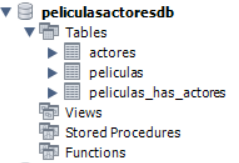 peliculasactoresdb
Tables
actores
peliculas
peliculas_has_actores
Views
Stored Procedures
Functions